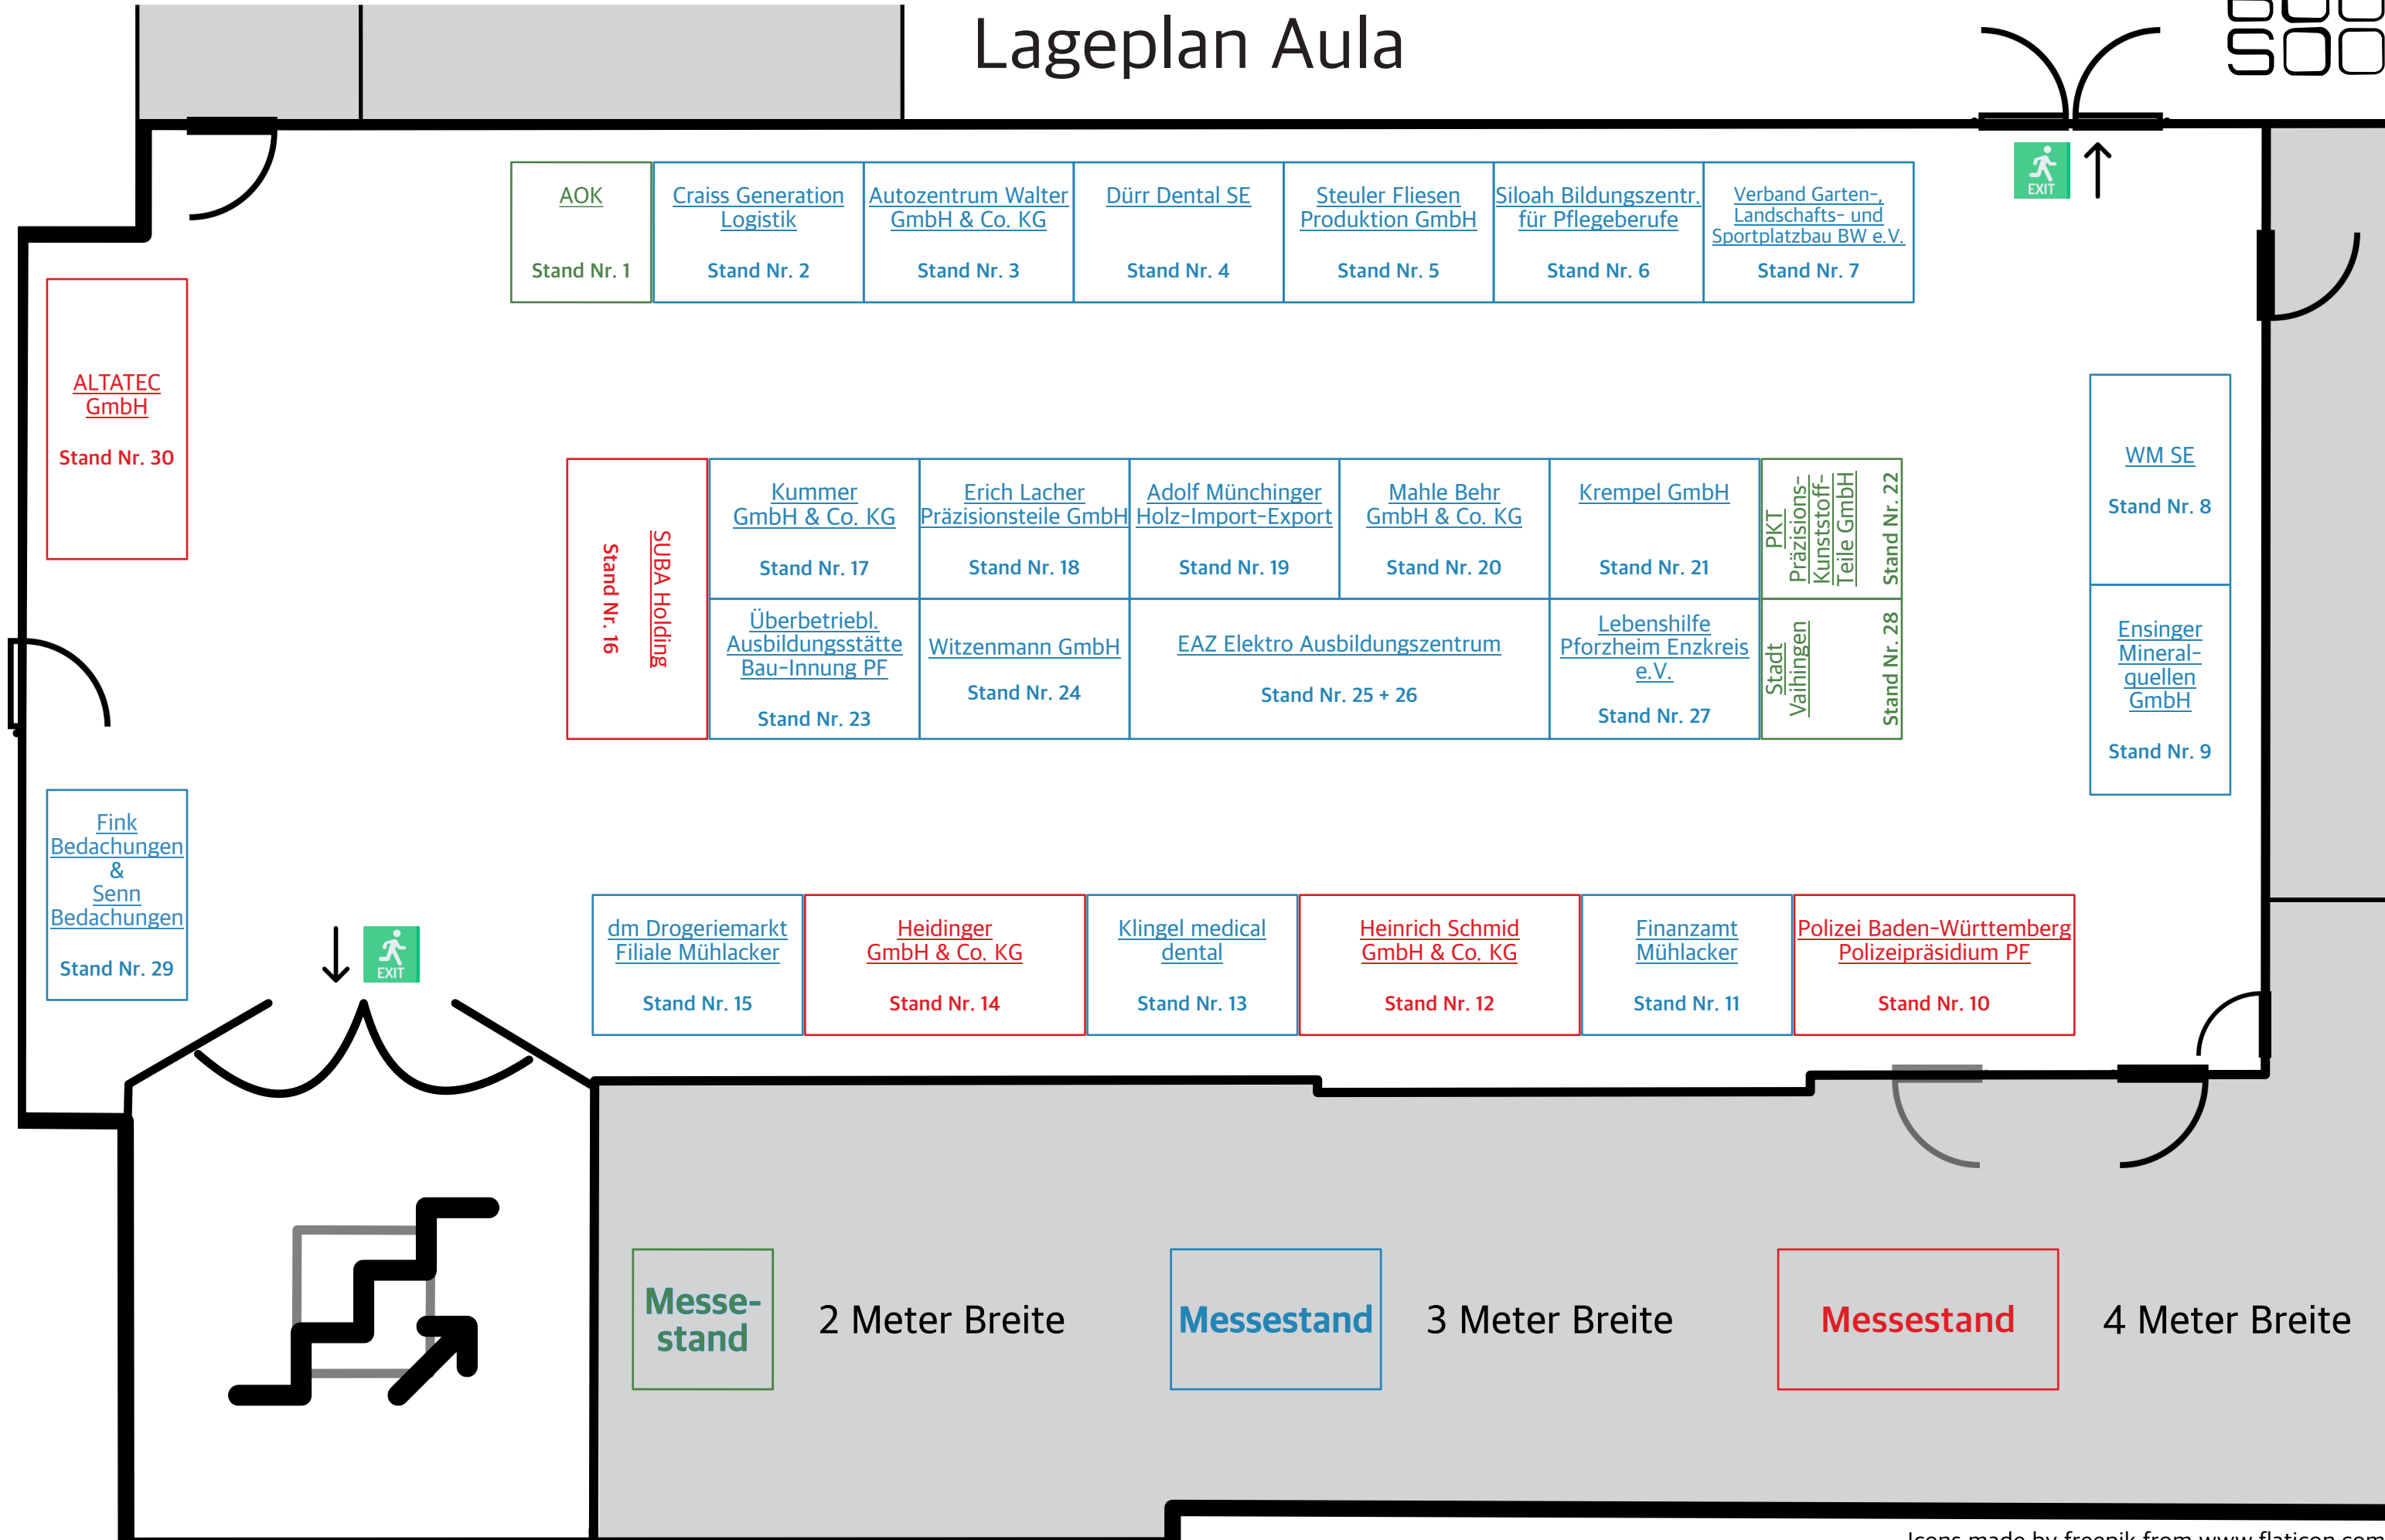 Lageplan Aula
EXIT
AOK
Stand Nr. 1
Craiss Generation
Logistik
Stand Nr. 2
Autozentrum Walter
GmbH & Co. KG
Stand Nr. 3
Dürr Dental SE
Stand Nr. 4
Steuler Fliesen
Produktion GmbH
Stand Nr. 5
Siloah Bildungszentr.
für Pflegeberufe
Stand Nr. 6
Verband Garten-,
Landschafts- und
Sportplatzbau BW e.V.
Stand Nr. 7
ALTATEC
GmbH
Stand Nr. 30
SUBA Holding
Stand Nr. 16
Kummer
GmbH & Co. KG
Stand Nr. 17
Erich Lacher
Präzisionsteile GmbH
Stand Nr. 18
Adolf Münchinger
Holz-Import-Export
Stand Nr. 19
Mahle Behr
GmbH & Co. KG
Stand Nr. 20
Krempel GmbH
Stand Nr. 21
PKT
Präzisions-
Kunststoff-
Teile GmbH
Stand Nr. 22
WM SE
Stand Nr. 8
Überbetriebl.
Ausbildungsstätte
Bau-Innung PF
Stand Nr. 23
Witzenmann GmbH
Stand Nr. 24
EAZ Elektro Ausbildungszentrum
Stand Nr. 25 + 26
Lebenshilfe
Pforzheim Enzkreis
e.V.
Stand Nr. 27
Stadt
Vaihingen
Stand Nr. 28
Ensinger
Mineral-
quellen
GmbH
Stand Nr. 9
Fink
Bedachungen
&
Senn
Bedachungen
Stand Nr. 29
EXIT
dm Drogeriemarkt
Filiale Mühlacker
Stand Nr. 15
Heidinger
GmbH & Co. KG
Stand Nr. 14
Klingel medical
dental
Stand Nr. 13
Heinrich Schmid
GmbH & Co. KG
Stand Nr. 12
Finanzamt
Mühlacker
Stand Nr. 11
Polizei Baden-Württemberg
Polizeipräsidium PF
Stand Nr. 10
Messe-
stand
2 Meter Breite
Messestand
3 Meter Breite
Messestand
4 Meter Breite
Icons made by freepik from www.flaticon.com